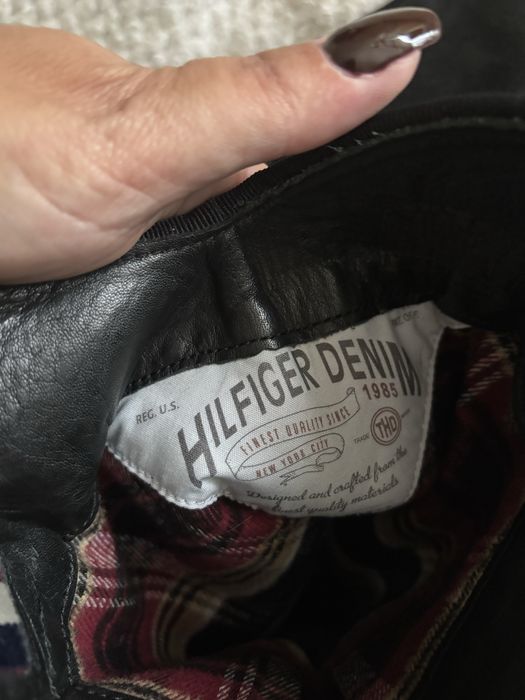 REG. U.S.
HILFIGER DENIM
FINEST QUALITY SINCE 1985
NEW YORK CITY
TRADE THD
Designed and crafted from the
finest quality materials